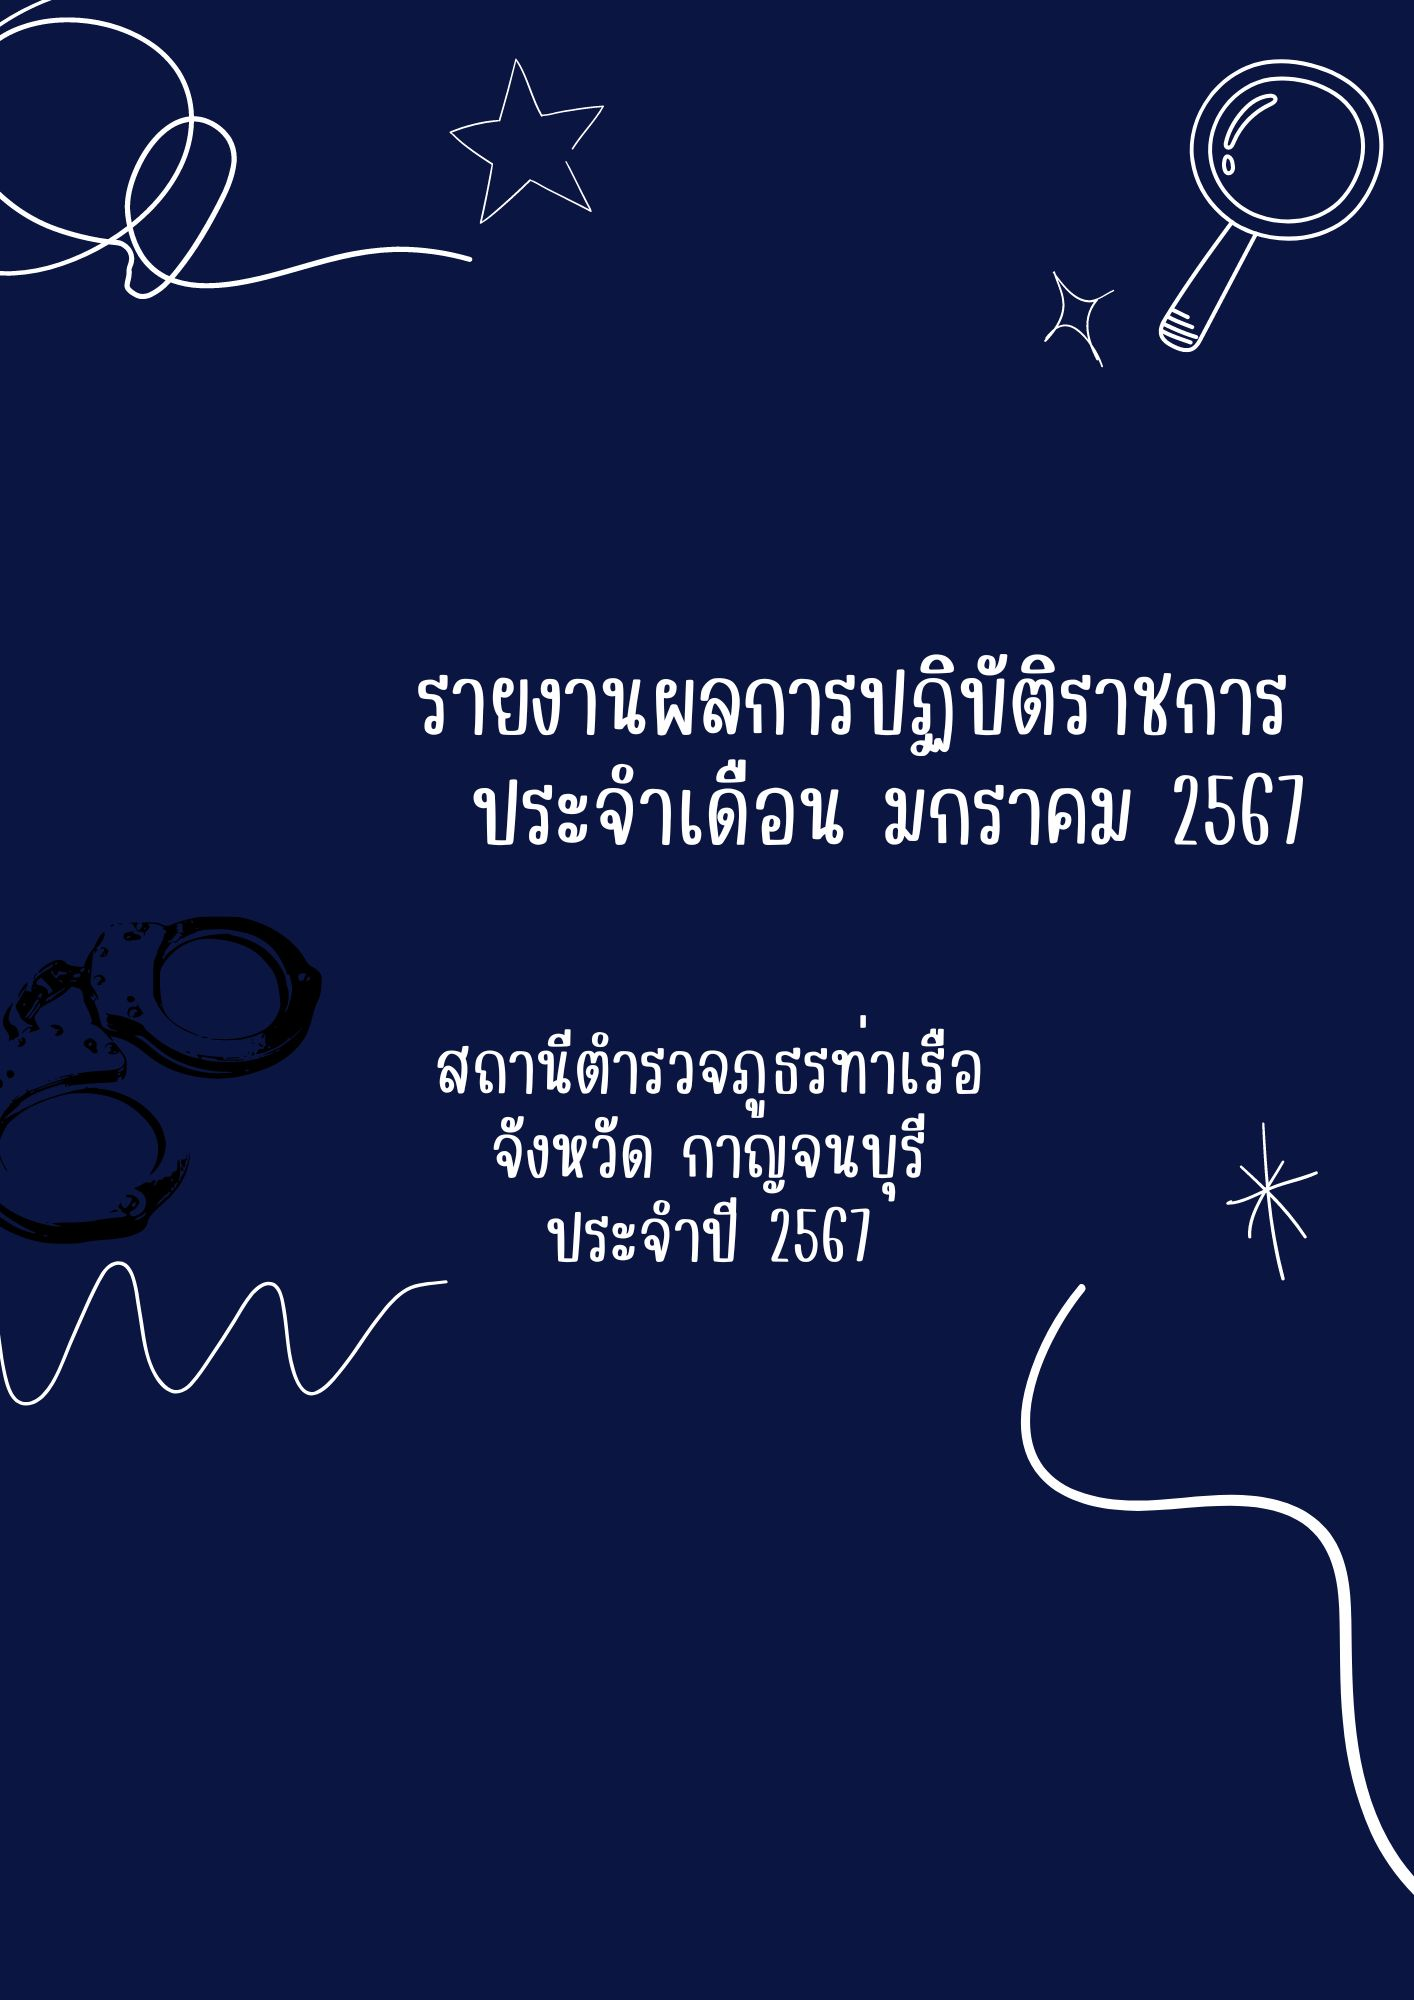 รายงานผลการปฏิบัติราชการ
ประจำเดือน มกราคม 2567
สถานีตำรวจภูธรท่าเรือ
จังหวัด กาญจนบุรี
ประจำปี 2567